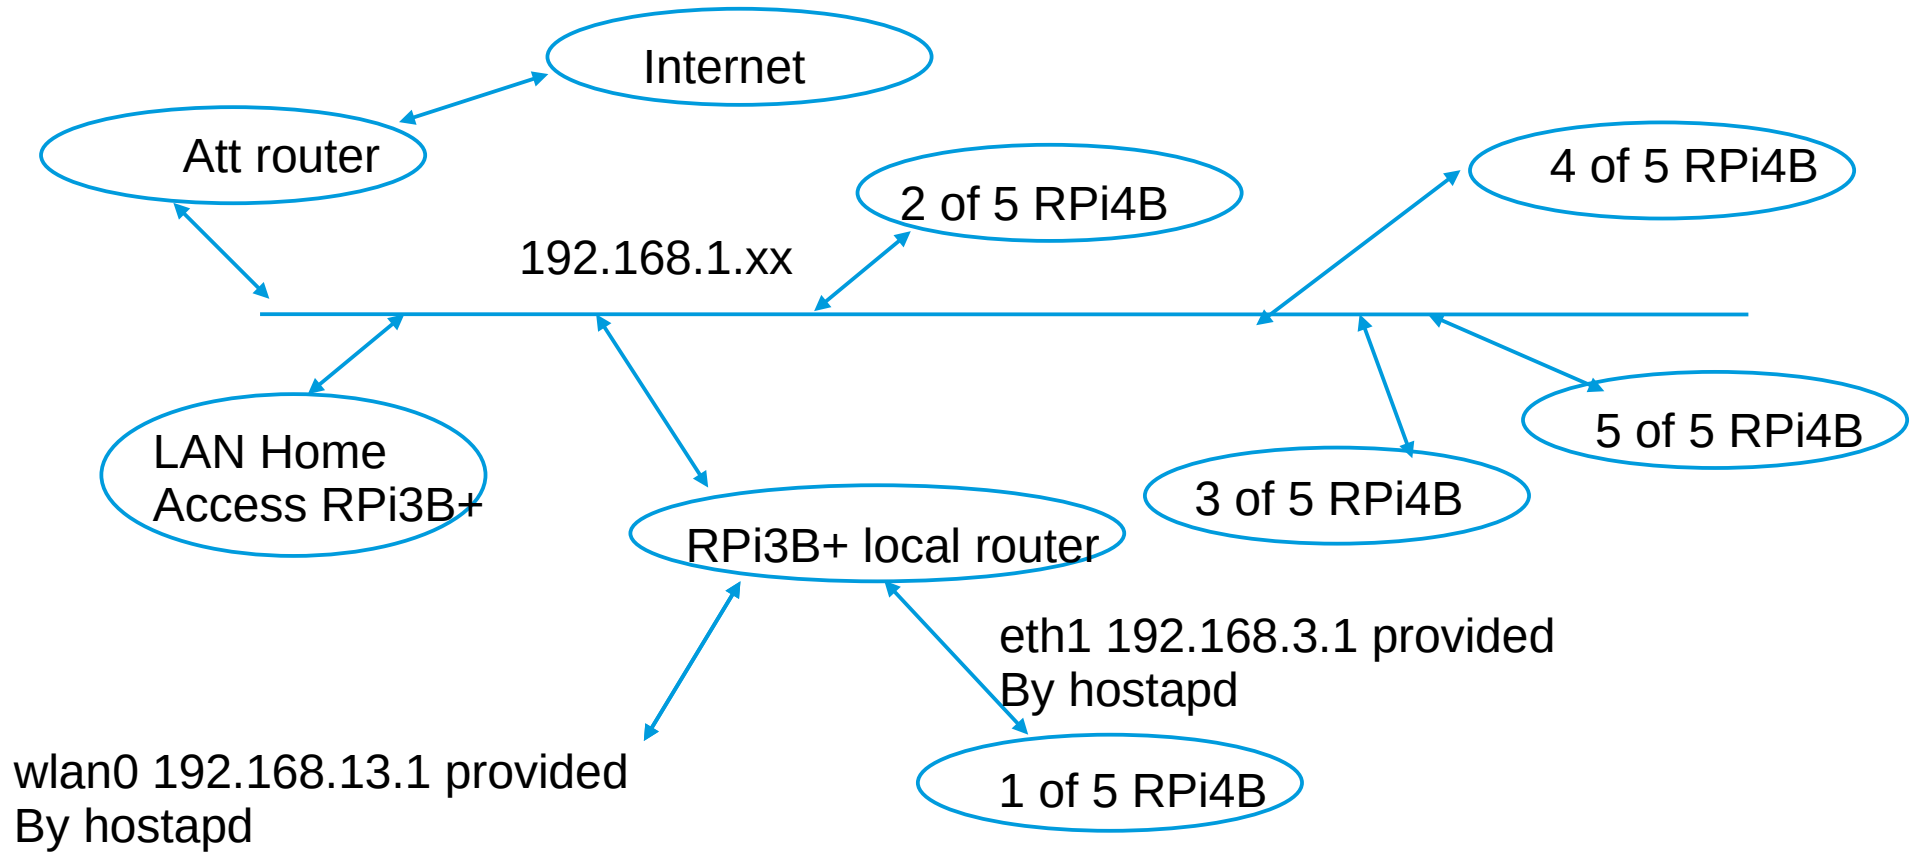 Internet
Att router
4 of 5 RPi4B
2 of 5 RPi4B
192.168.1.xx
5 of 5 RPi4B
LAN Home
Access RPi3B+
3 of 5 RPi4B
RPi3B+ local router
eth1 192.168.3.1 provided
By hostapd
wlan0 192.168.13.1 provided
By hostapd
1 of 5 RPi4B